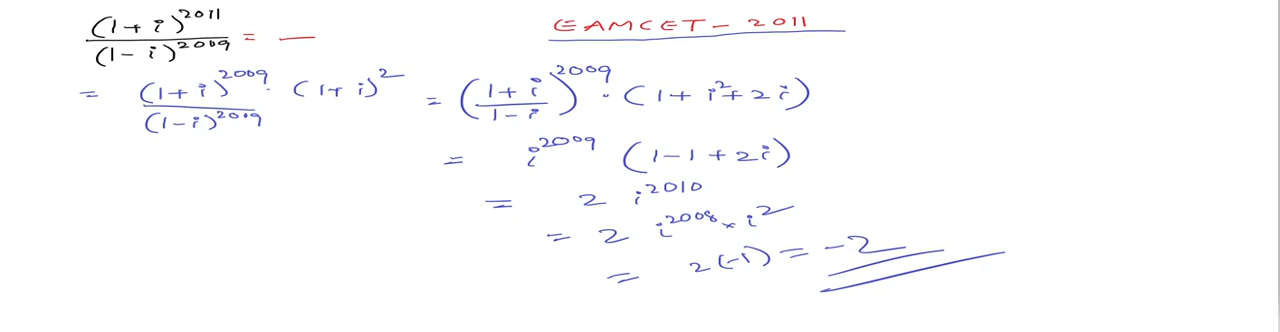 (1+i)^2011 / (1-i)^2009 = —
EAMCET - 2011
= (1+i)^2009 / (1-i)^2009 · (1+i)^2 = ((1+i)/(1-i))^2009 · (1+i^2+2i)
= i^2009 (1-1+2i)
= 2 i^2010
= 2 i^2008 × i^2
= 2(-1) = -2